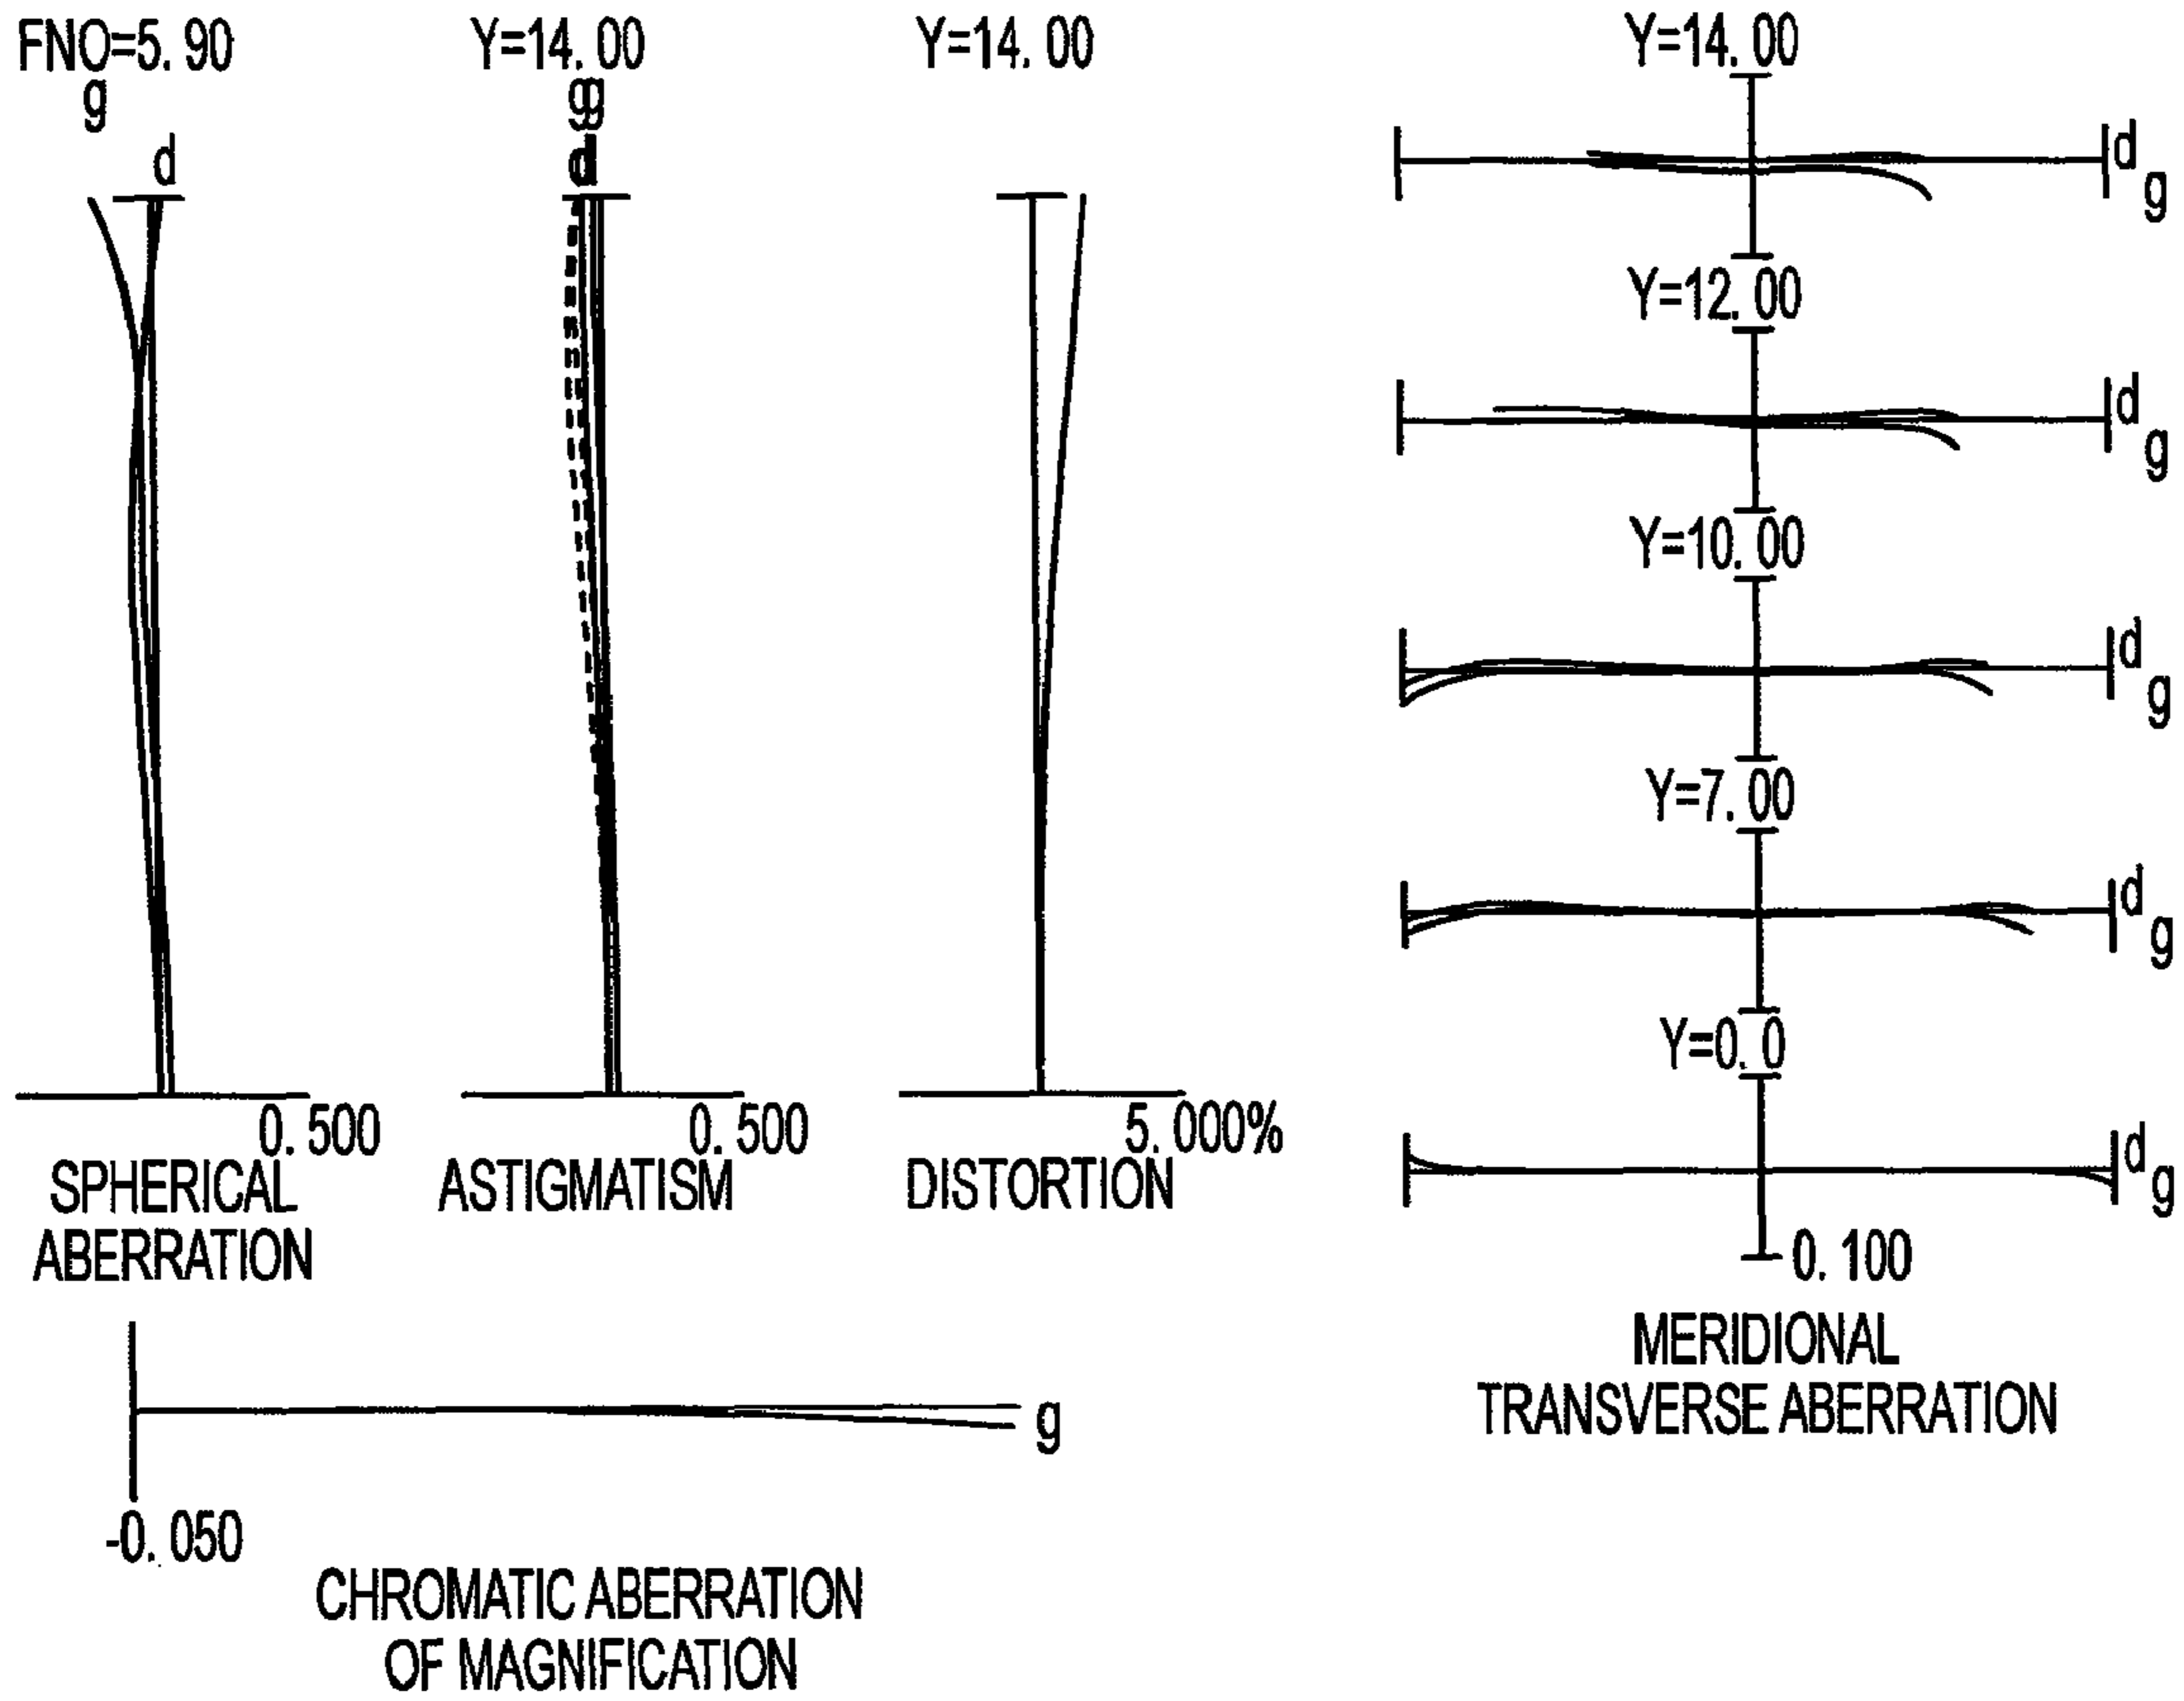 FNO=5. 90
g
d
0. 500
SPHERICAL
ABERRATION
Y=14. 00
g g
d d
0. 500
ASTIGMATISM
Y=14. 00
5. 000%
DISTORTION
Y=14. 00
d
g
Y=12. 00
d
g
Y=10. 00
d
g
Y=7. 00
d
g
Y=0. 0
d
g
0. 100
MERIDIONAL
TRANSVERSE ABERRATION
g
-0. 050
CHROMATIC ABERRATION
OF MAGNIFICATION